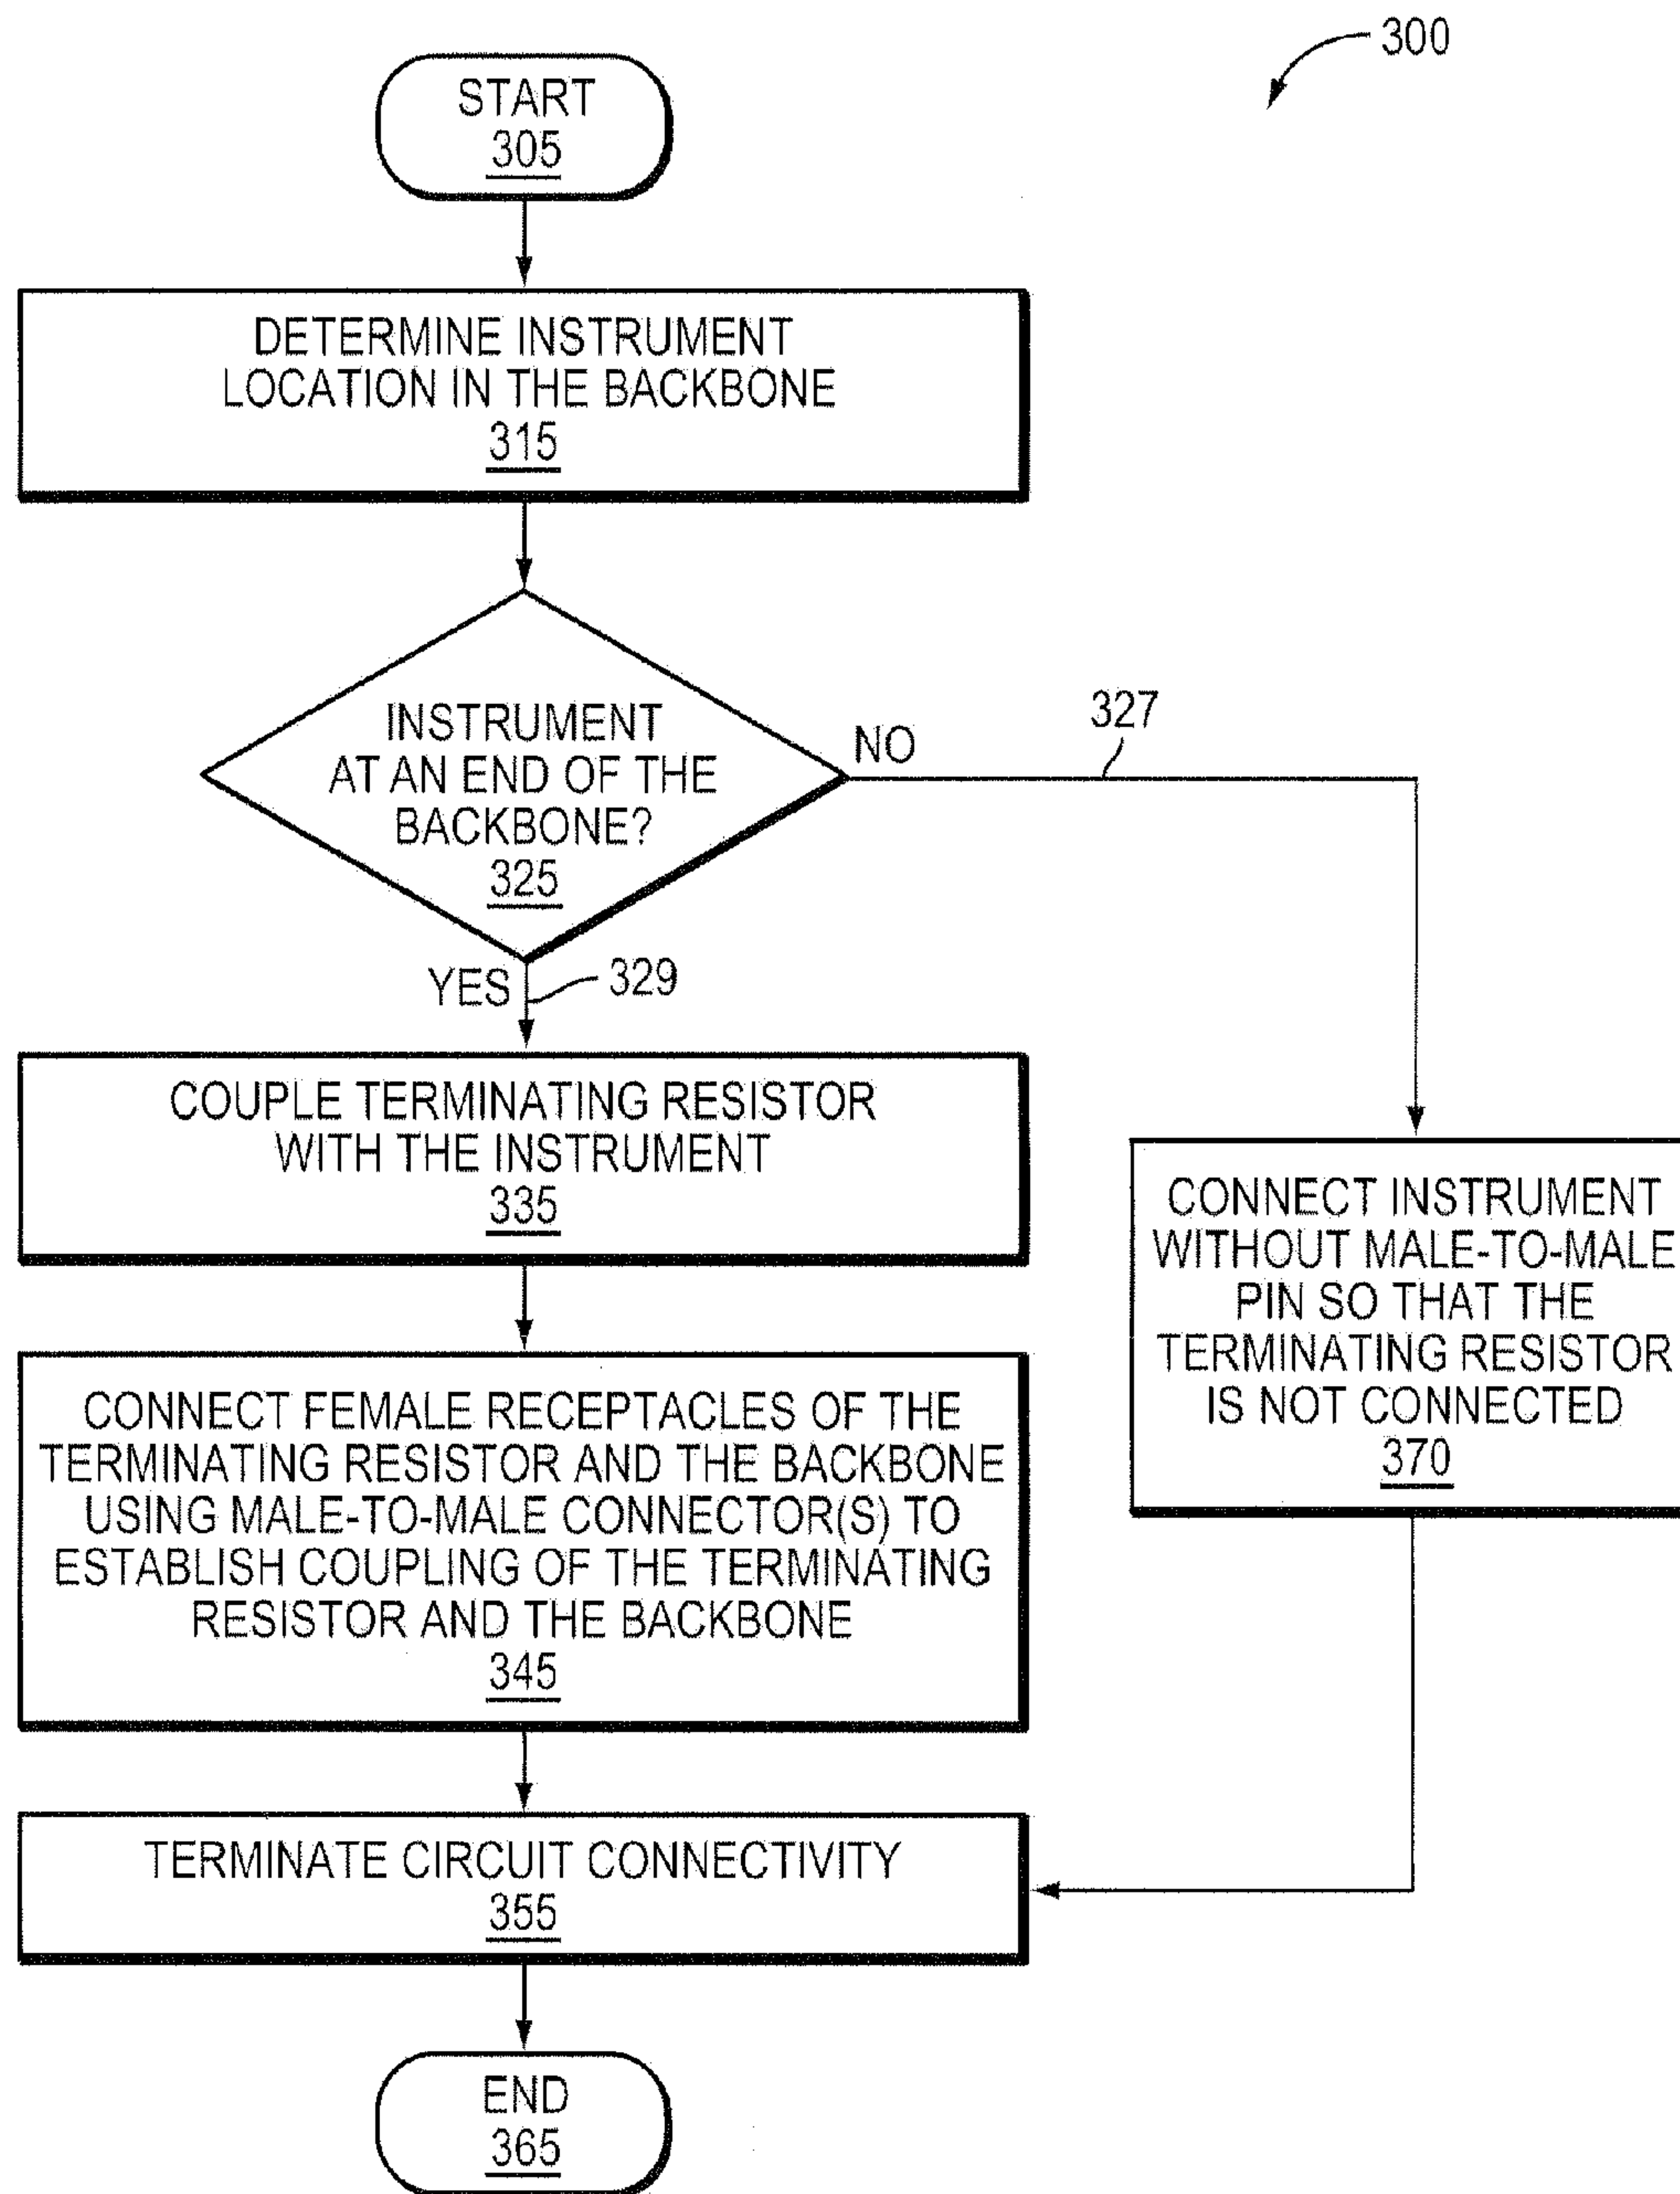 300
START
305
DETERMINE INSTRUMENT
LOCATION IN THE BACKBONE
315
INSTRUMENT
AT AN END OF THE
BACKBONE?
325
NO
327
YES
329
COUPLE TERMINATING RESISTOR
WITH THE INSTRUMENT
335
CONNECT FEMALE RECEPTACLES OF THE
TERMINATING RESISTOR AND THE BACKBONE
USING MALE-TO-MALE CONNECTOR(S) TO
ESTABLISH COUPLING OF THE TERMINATING
RESISTOR AND THE BACKBONE
345
CONNECT INSTRUMENT
WITHOUT MALE-TO-MALE
PIN SO THAT THE
TERMINATING RESISTOR
IS NOT CONNECTED
370
TERMINATE CIRCUIT CONNECTIVITY
355
END
365